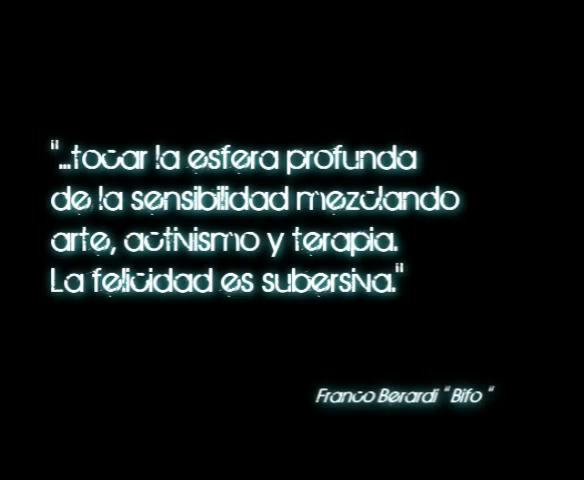 "...tocar la esfera profunda
de la sensibilidad mezclando
arte, activismo y terapia.
La felicidad es subersiva."
Franco Berardi " Bifo "